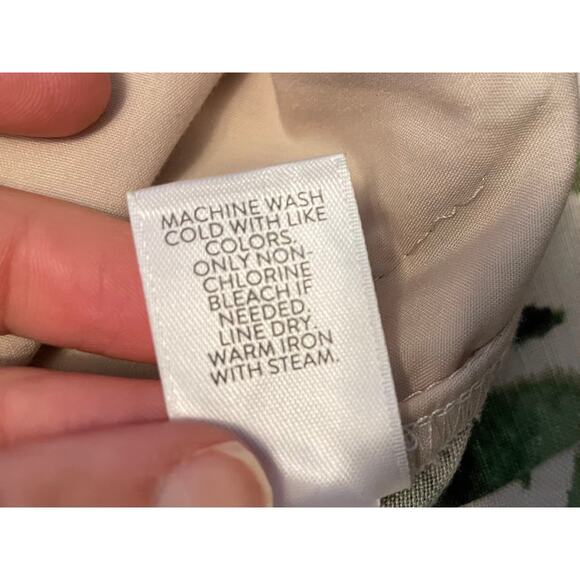 MACHINE WASH
COLD WITH LIKE
COLORS.
ONLY NON-
CHLORINE
BLEACH IF
NEEDED.
LINE DRY.
WARM IRON
WITH STEAM.